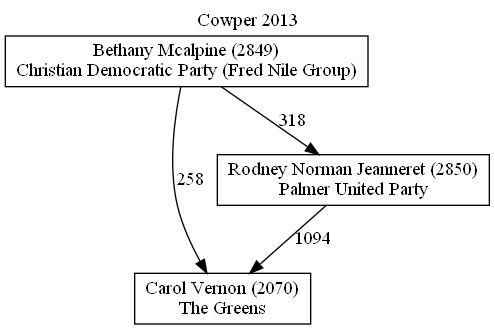 Cowper 2013
Bethany Mcalpine (2849)
Christian Democratic Party (Fred Nile Group)
318
258
Rodney Norman Jeanneret (2850)
Palmer United Party
1094
Carol Vernon (2070)
The Greens